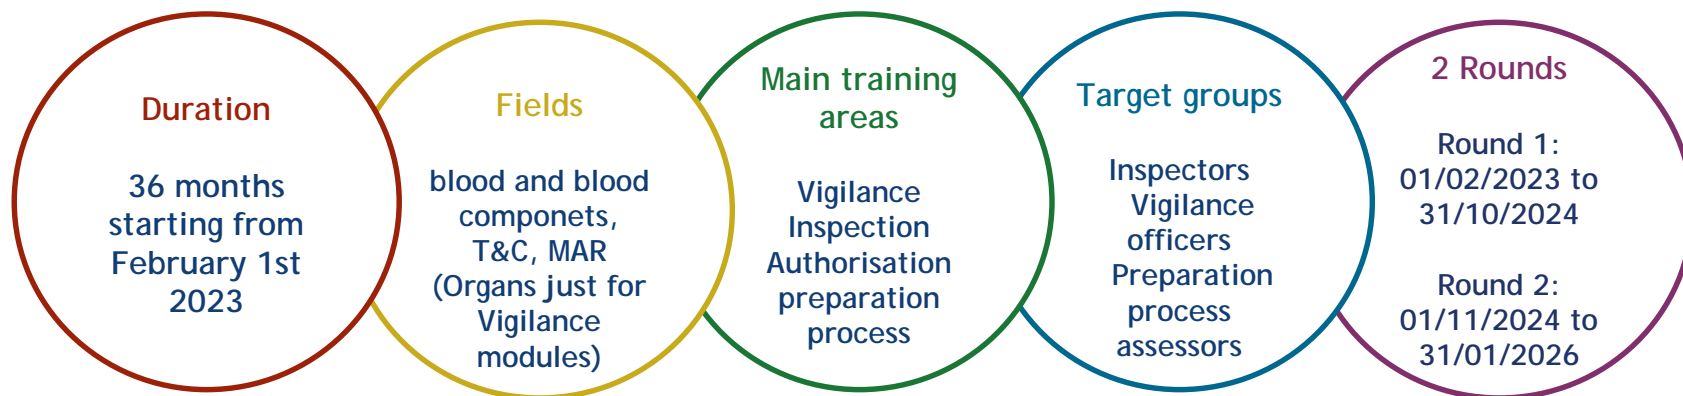 Duration
36 months
starting from
February 1st
2023
Fields
blood and blood
componets,
T&C, MAR
(Organs just for
Vigilance
modules)
Main training
areas
Vigilance
Inspection
Authorisation
preparation
process
Target groups
Inspectors
Vigilance
officers
Preparation
process
assessors
2 Rounds
Round 1:
01/02/2023 to
31/10/2024
Round 2:
01/11/2024 to
31/01/2026